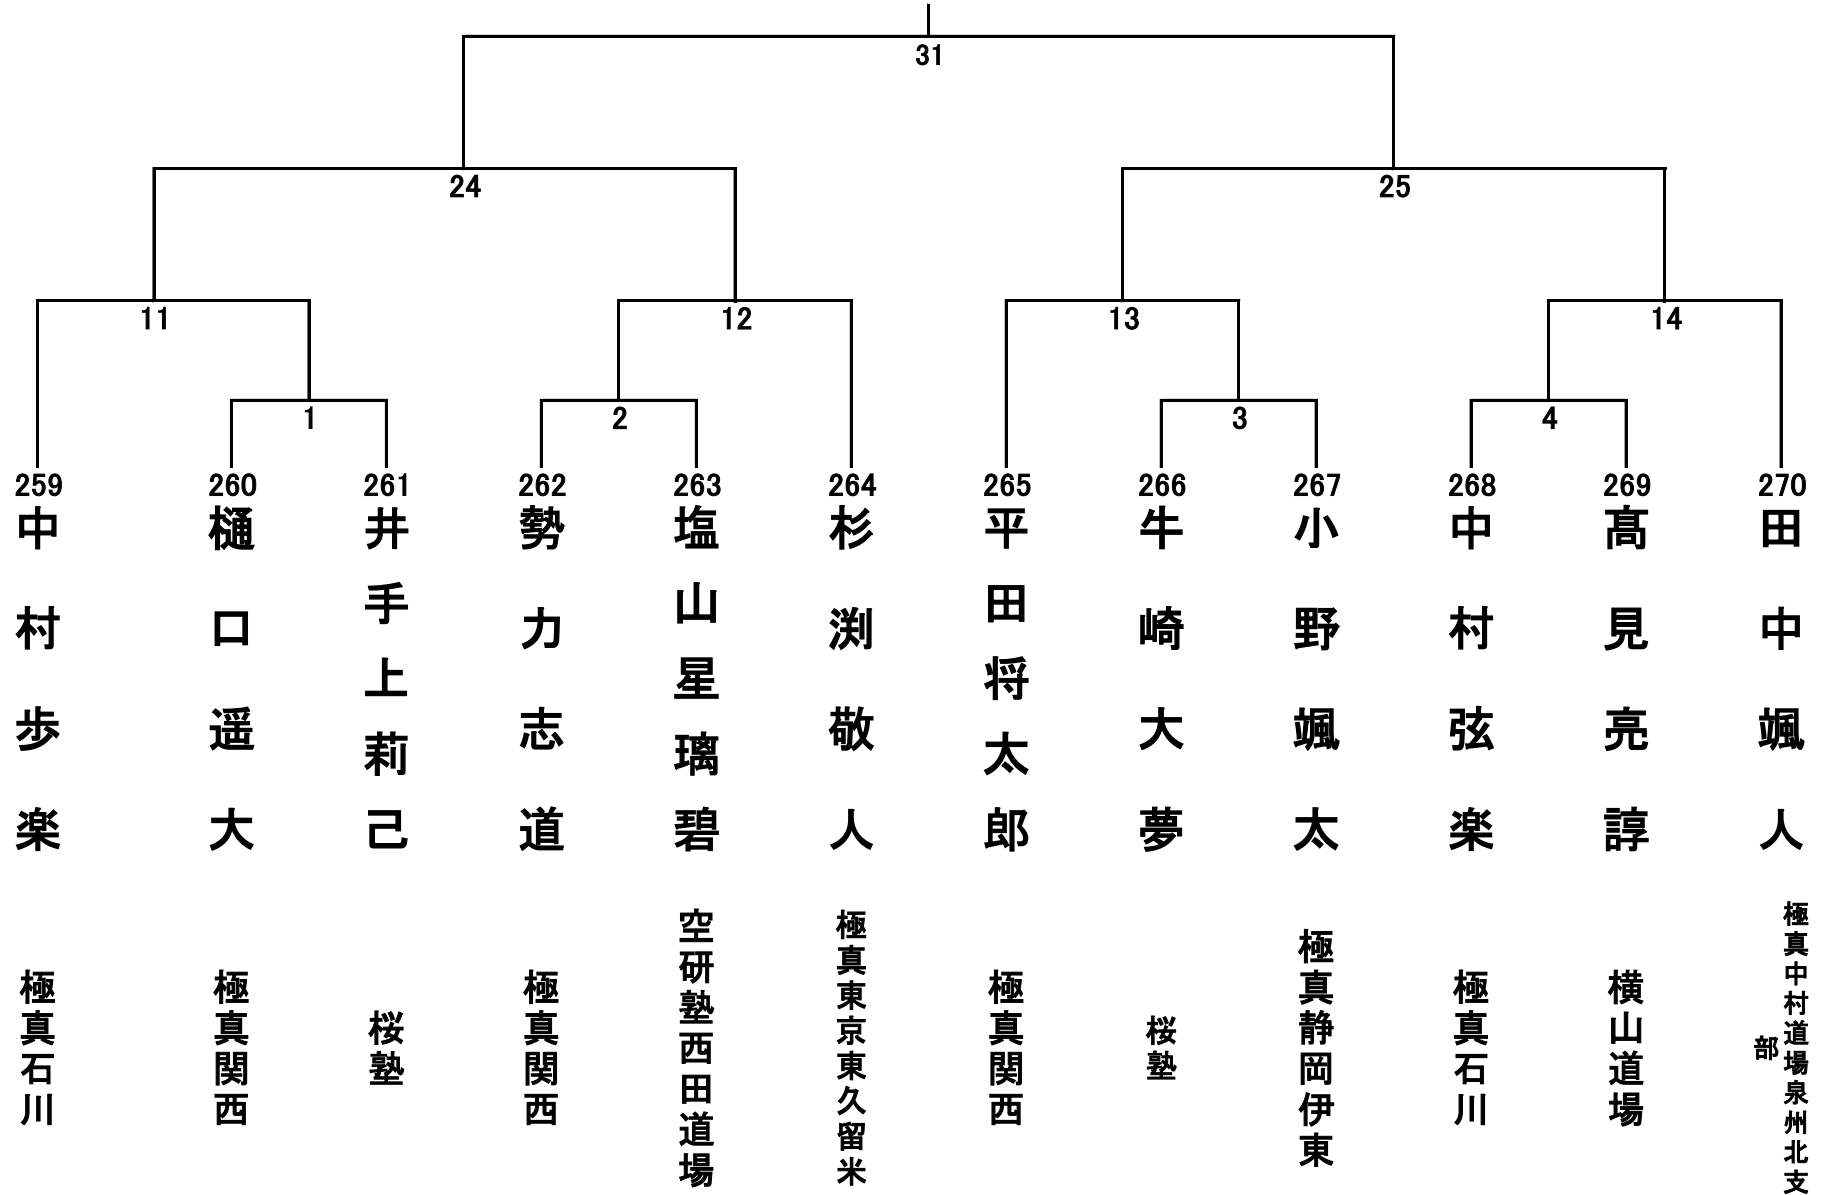 31
24
25
11
12
13
14
1
2
3
4
259
260
261
262
263
264
265
266
267
268
269
270
中村歩楽
樋口遥大
井手上莉己
勢力志道
塩山星璃碧
杉渕敬人
平田将太郎
牛崎大夢
小野颯太
中村弦楽
髙見亮諄
田中颯人
極真石川
極真関西
桜塾
極真関西
空研塾西田道場
極真東京東久留米
極真関西
桜塾
極真静岡伊東
極真石川
横山道場
極真中村道場泉州北支
部